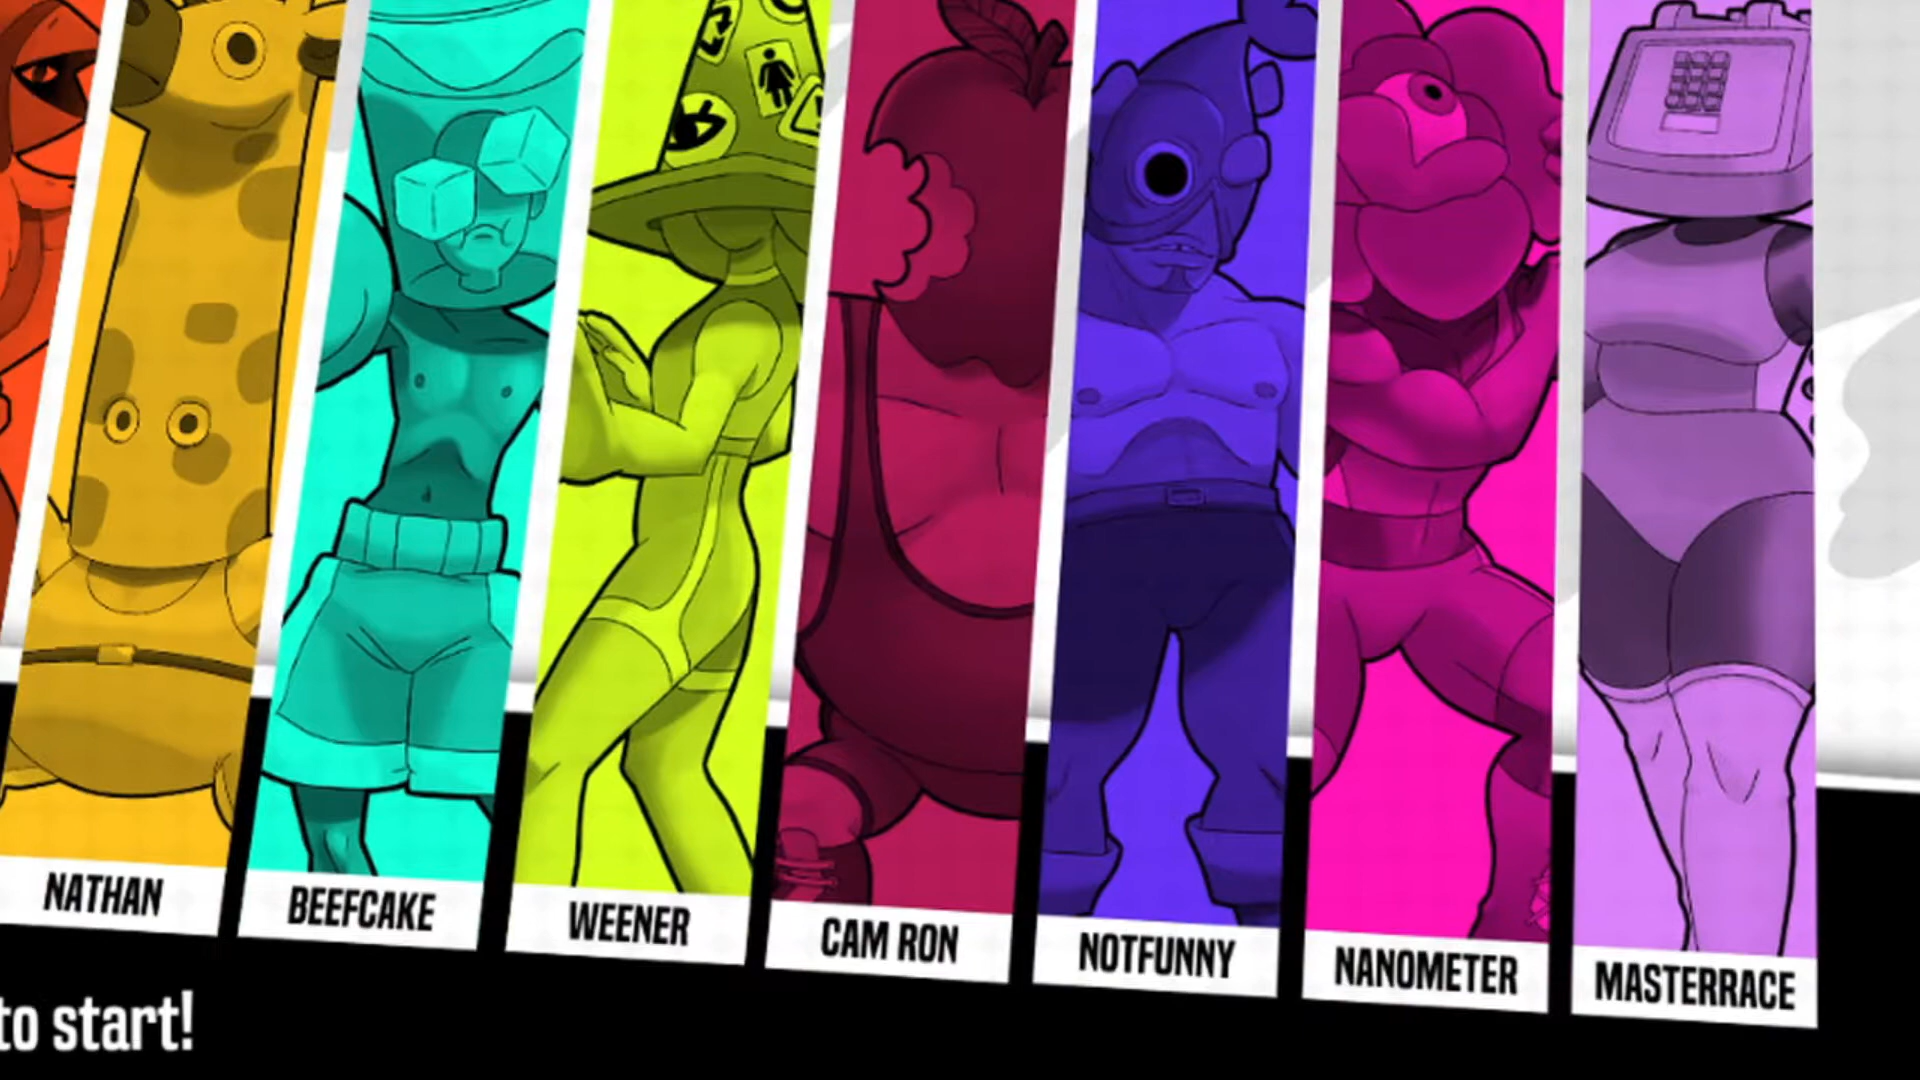 NATHAN
BEEFCAKE
WEENER
CAM RON
NOTFUNNY
NANOMETER
MASTERRACE
to start!